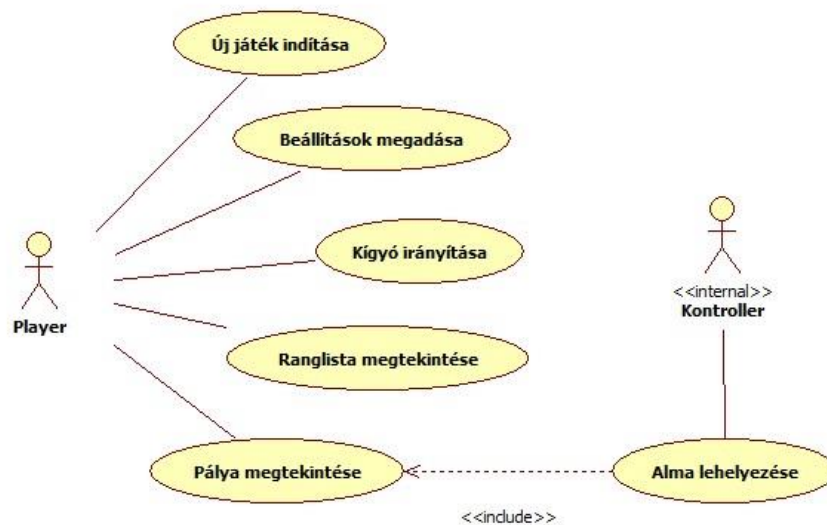 Új játék indítása
Beállítások megadása
Kígyó irányítása
<<internal>>
Kontroller
Player
Ranglista megtekintése
Pálya megtekintése
Alma lehelyezése
<<include>>